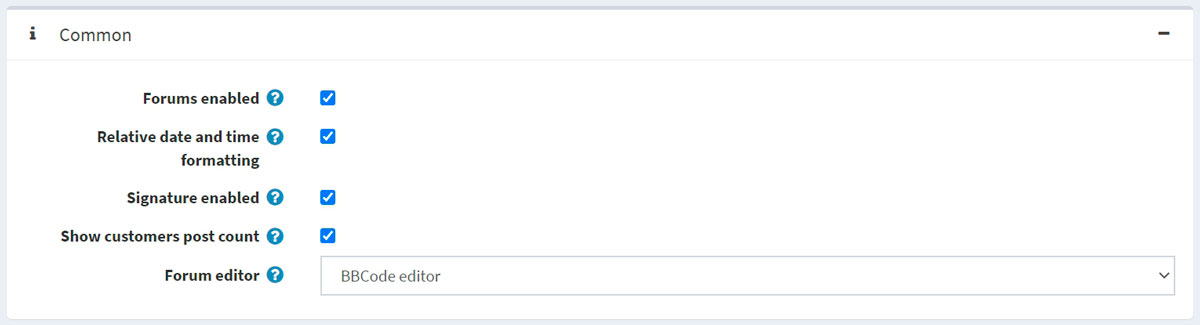 Common
Forums enabled
Relative date and time
formatting
Signature enabled
Show customers post count
Forum editor BBCode editor